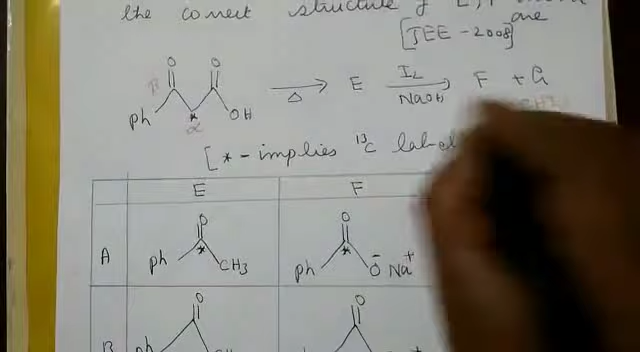 the correct structure of E, F
are
[JEE - 2008]
O O
β
Ph * OH
α
Δ
E
I2
NaOH
F + G
[ * - implies 13C label
E F
A
O
Ph * CH3
O
Ph * O- Na+
B
O
Ph
O